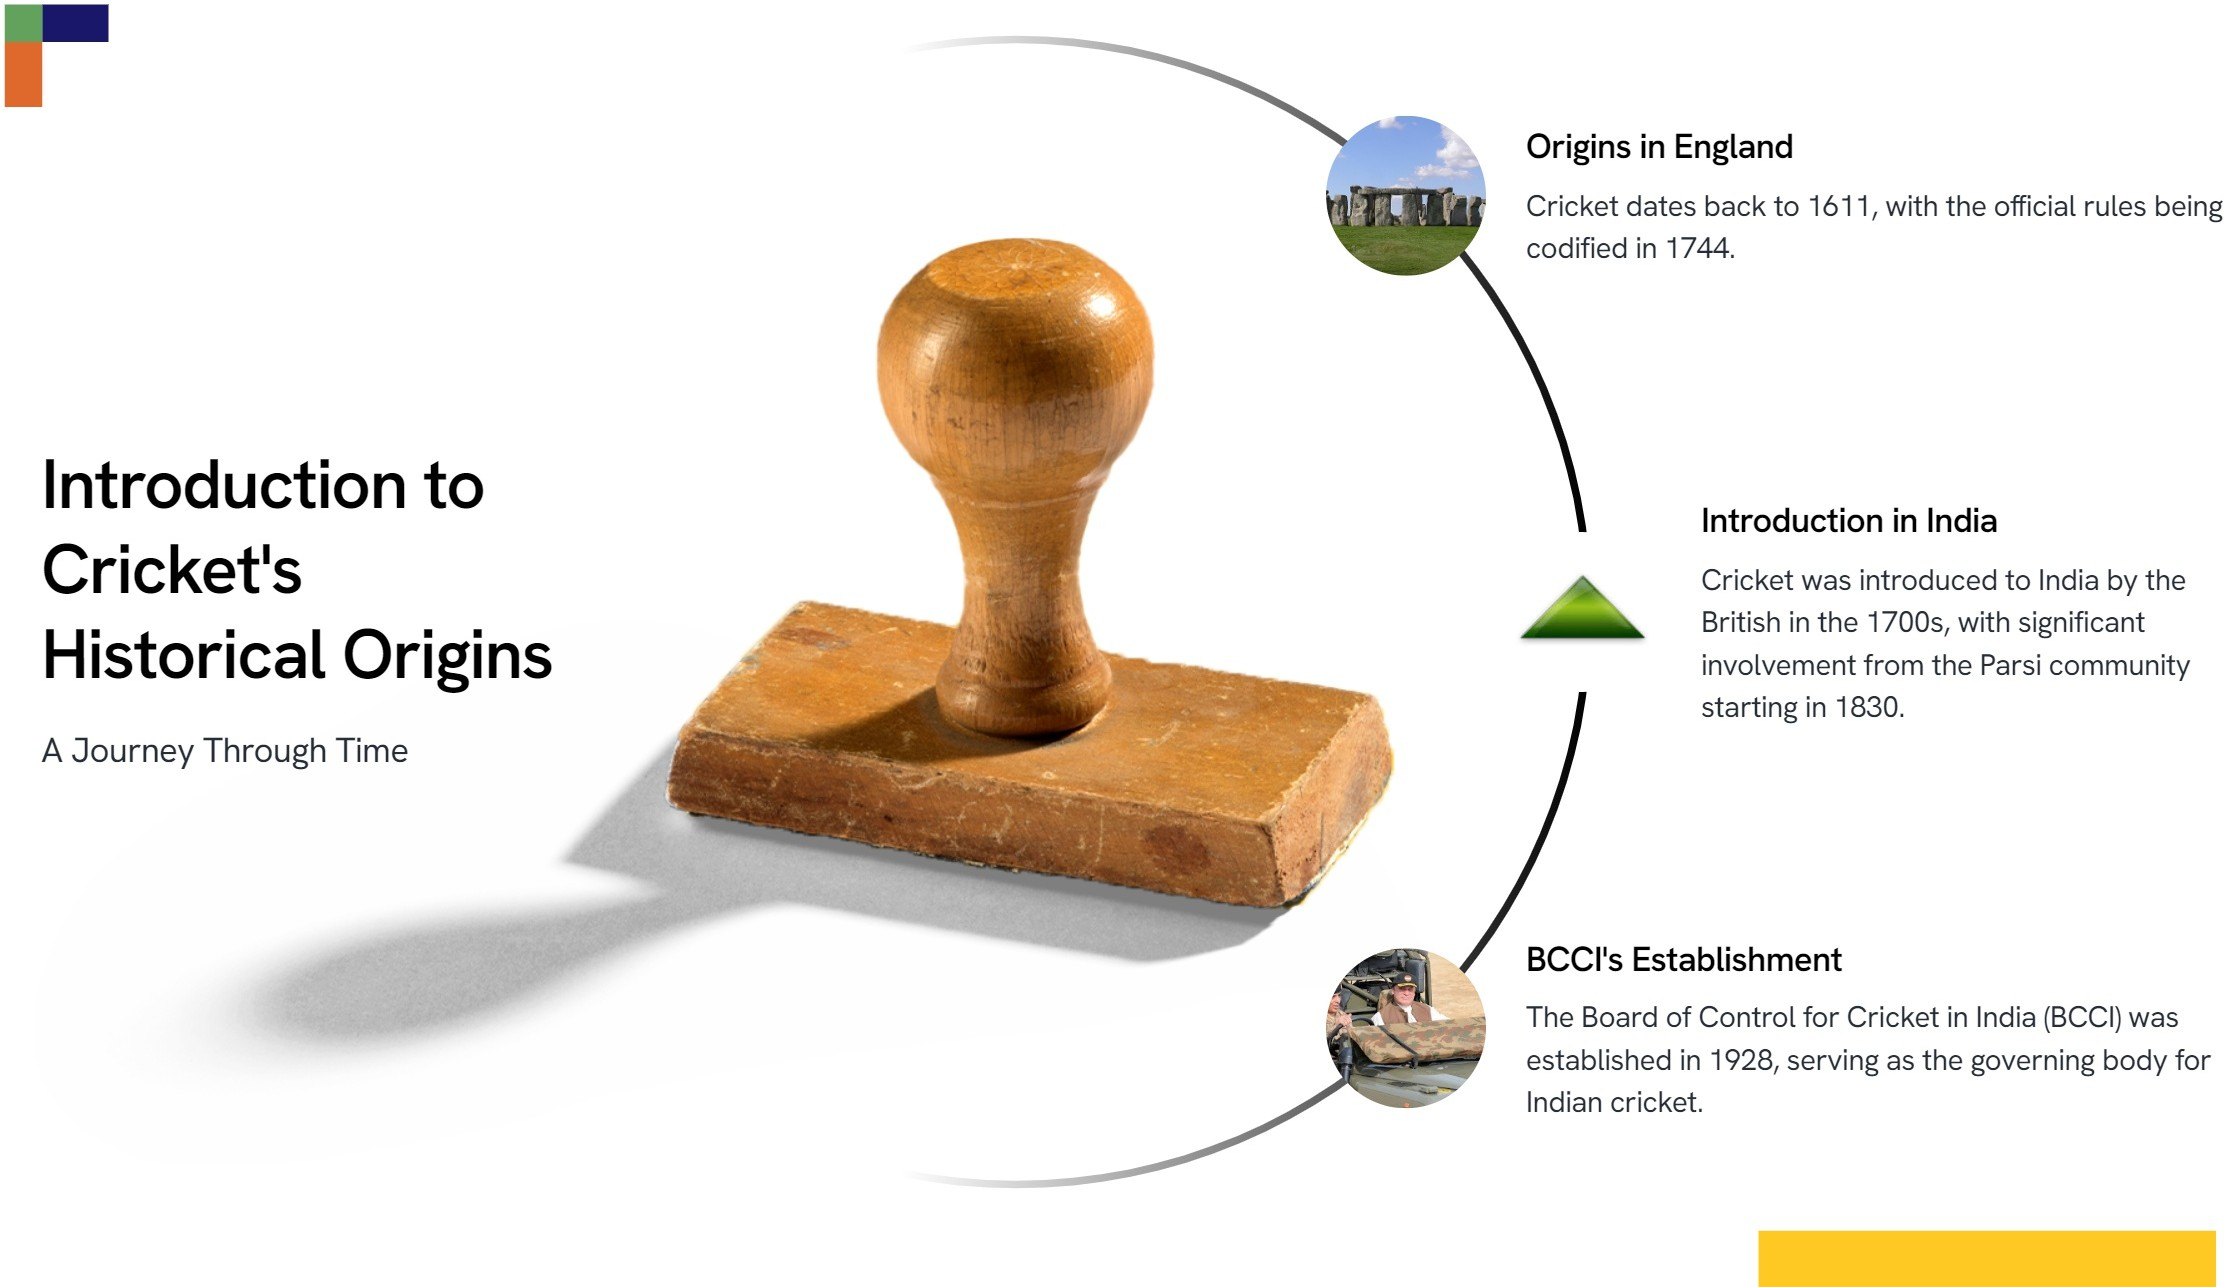 Introduction to
Cricket's
Historical Origins
A Journey Through Time
Origins in England
Cricket dates back to 1611, with the official rules being
codified in 1744.
Introduction in India
Cricket was introduced to India by the
British in the 1700s, with significant
involvement from the Parsi community
starting in 1830.
BCCI's Establishment
The Board of Control for Cricket in India (BCCI) was
established in 1928, serving as the governing body for
Indian cricket.